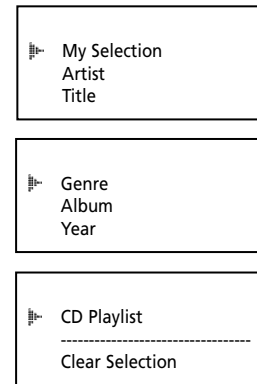 My Selection
Artist
Title
Genre
Album
Year
CD Playlist
----------------------------------
Clear Selection